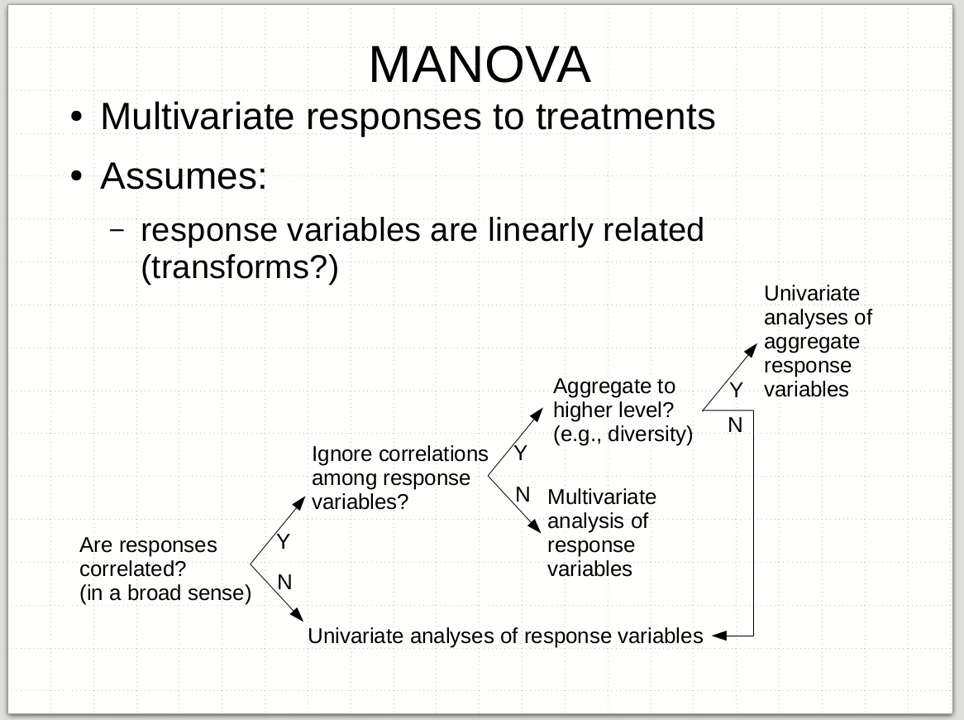 MANOVA
• Multivariate responses to treatments
• Assumes:
– response variables are linearly related
(transforms?)
Univariate
analyses of
aggregate
response
variables
Y
N
Aggregate to
higher level?
(e.g., diversity)
Y
N
Ignore correlations
among response
variables?
Multivariate
analysis of
response
variables
Y
N
Are responses
correlated?
(in a broad sense)
Univariate analyses of response variables